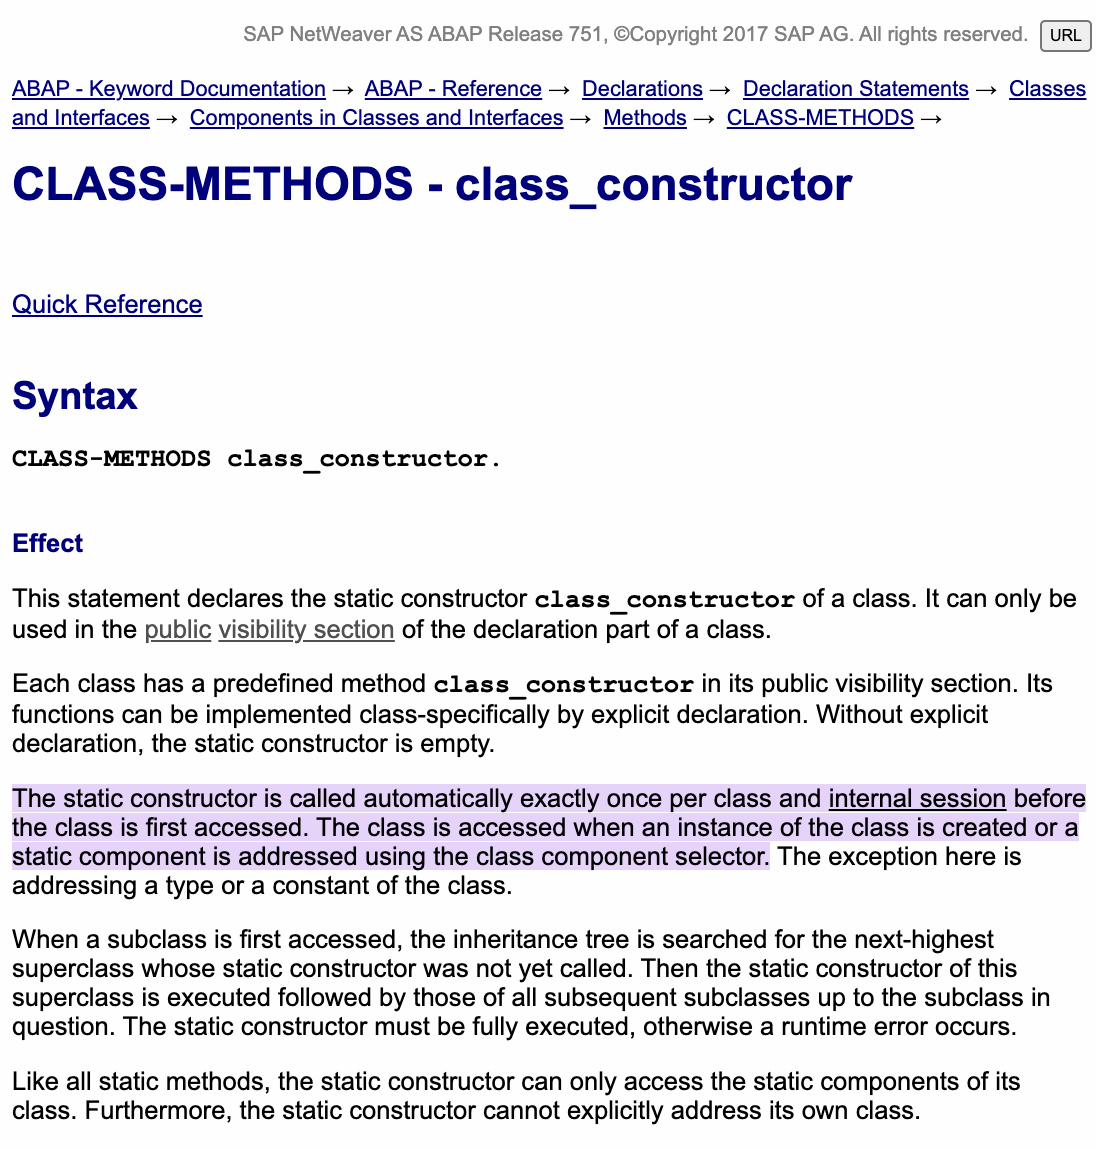 SAP NetWeaver AS ABAP Release 751, ©Copyright 2017 SAP AG. All rights reserved. URL
ABAP - Keyword Documentation → ABAP - Reference → Declarations → Declaration Statements → Classes
and Interfaces → Components in Classes and Interfaces → Methods → CLASS-METHODS →
CLASS-METHODS - class_constructor
Quick Reference
Syntax
CLASS-METHODS class_constructor.
Effect
This statement declares the static constructor class_constructor of a class. It can only be
used in the public visibility section of the declaration part of a class.
Each class has a predefined method class_constructor in its public visibility section. Its
functions can be implemented class-specifically by explicit declaration. Without explicit
declaration, the static constructor is empty.
The static constructor is called automatically exactly once per class and internal session before
the class is first accessed. The class is accessed when an instance of the class is created or a
static component is addressed using the class component selector. The exception here is
addressing a type or a constant of the class.
When a subclass is first accessed, the inheritance tree is searched for the next-highest
superclass whose static constructor was not yet called. Then the static constructor of this
superclass is executed followed by those of all subsequent subclasses up to the subclass in
question. The static constructor must be fully executed, otherwise a runtime error occurs.
Like all static methods, the static constructor can only access the static components of its
class. Furthermore, the static constructor cannot explicitly address its own class.